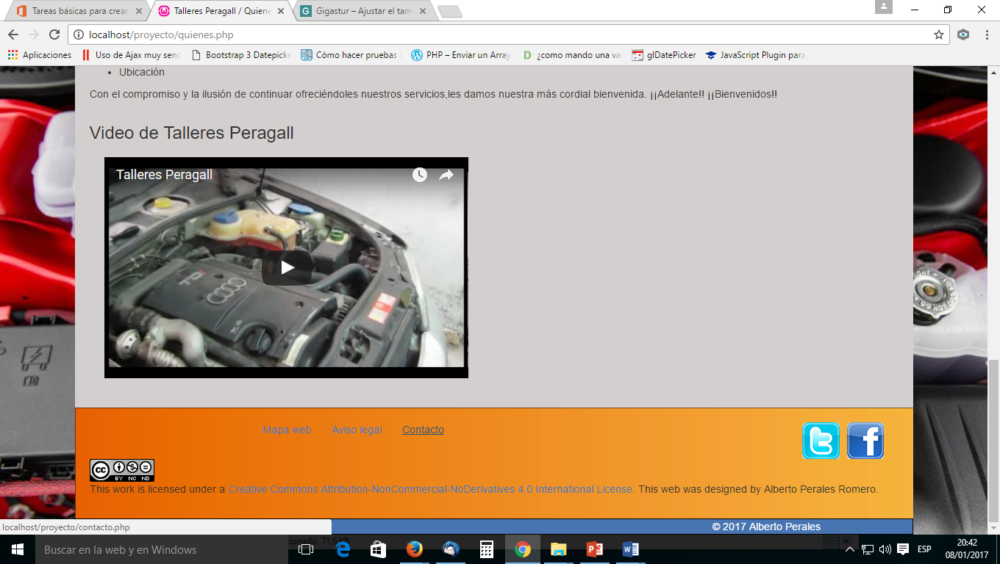 Tareas básicas para crear
Talleres Peragall / Quiene
Gigastur – Ajustar el tam
localhost/proyecto/quienes.php
Aplicaciones
Uso de Ajax muy senc
Bootstrap 3 Datepicke
Cómo hacer pruebas
PHP – Enviar un Array
¿como mando una va
glDatePicker
JavaScript Plugin para
Ubicación
Con el compromiso y la ilusión de continuar ofreciéndoles nuestros servicios,les damos nuestra más cordial bienvenida. ¡¡Adelante!! ¡¡Bienvenidos!!
Video de Talleres Peragall
Talleres Peragall
TDI
Mapa web Aviso legal Contacto
cc BY NC ND
This work is licensed under a Creative Commons Attribution-NonCommercial-NoDerivatives 4.0 International License. This web was designed by Alberto Perales Romero.
localhost/proyecto/contacto.php
© 2017 Alberto Perales
71,6 KB
Buscar en la web y en Windows
ESP
20:42
08/01/2017